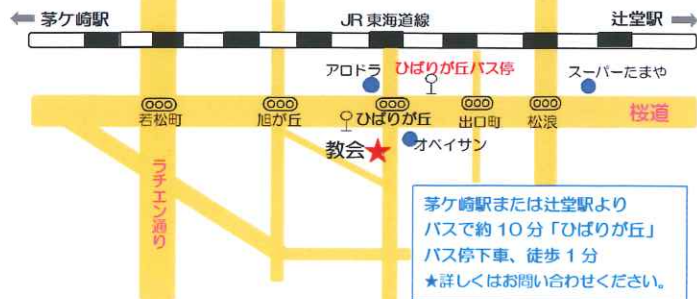 茅ケ崎駅
JR東海道線
辻堂駅
アロドラ
ひばりが丘バス停
スーパーたまや
若松町
旭が丘
ひばりが丘
出口町
松浪
桜道
教会★
オベイサン
ラチエン通り
茅ケ崎駅または辻堂駅より
バスで約10分「ひばりが丘」
バス停下車、徒歩1分
★詳しくはお問い合わせください。